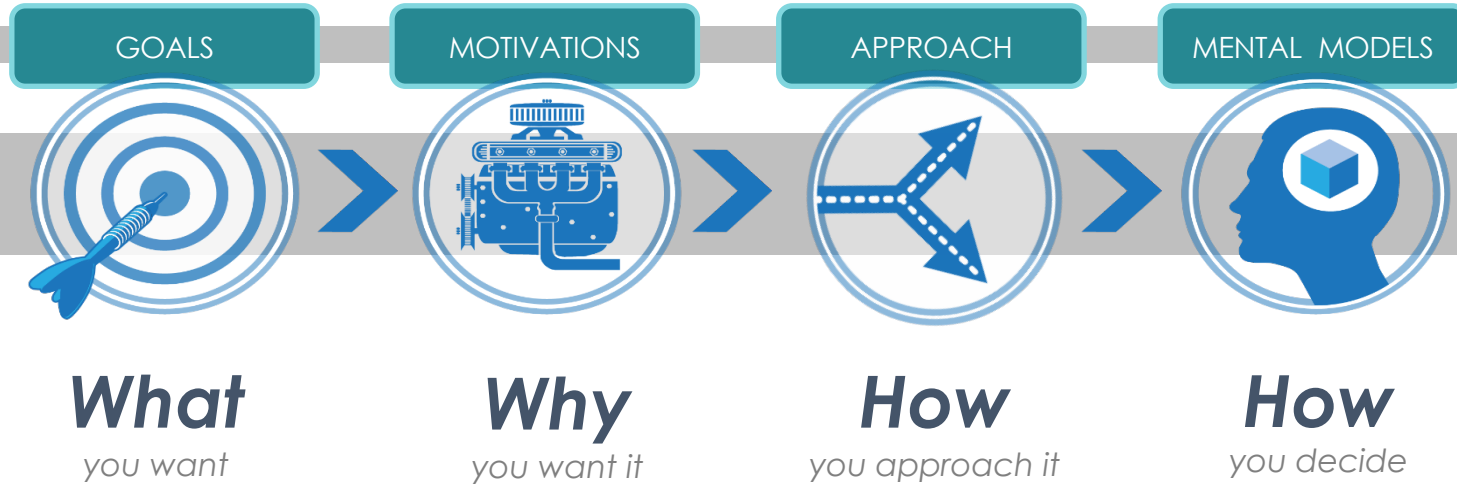 GOALS
MOTIVATIONS
APPROACH
MENTAL MODELS
What
you want
Why
you want it
How
you approach it
How
you decide